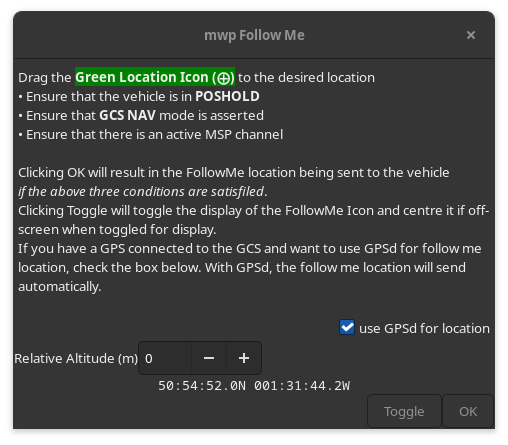 mwp Follow Me
×
Drag the Green Location Icon (⊕) to the desired location
• Ensure that the vehicle is in POSHOLD
• Ensure that GCS NAV mode is asserted
• Ensure that there is an active MSP channel
Clicking OK will result in the FollowMe location being sent to the vehicle
if the above three conditions are satisfiled.
Clicking Toggle will toggle the display of the FollowMe Icon and centre it if off-
screen when toggled for display.
If you have a GPS connected to the GCS and want to use GPSd for follow me
location, check the box below. With GPSd, the follow me location will send
automatically.
use GPSd for location
Relative Altitude (m) 0 − +
50:54:52.0N 001:31:44.2W
Toggle OK